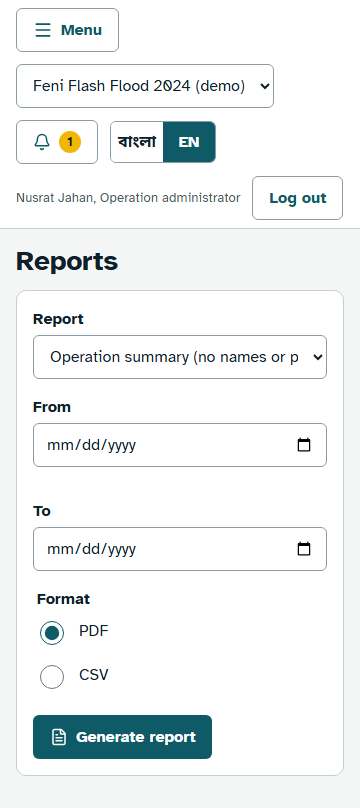 Menu
Feni Flash Flood 2024 (demo)
1
বাংলা EN
Nusrat Jahan, Operation administrator
Log out
Reports
Report
Operation summary (no names or p
From
mm/dd/yyyy
To
mm/dd/yyyy
Format
PDF
CSV
Generate report